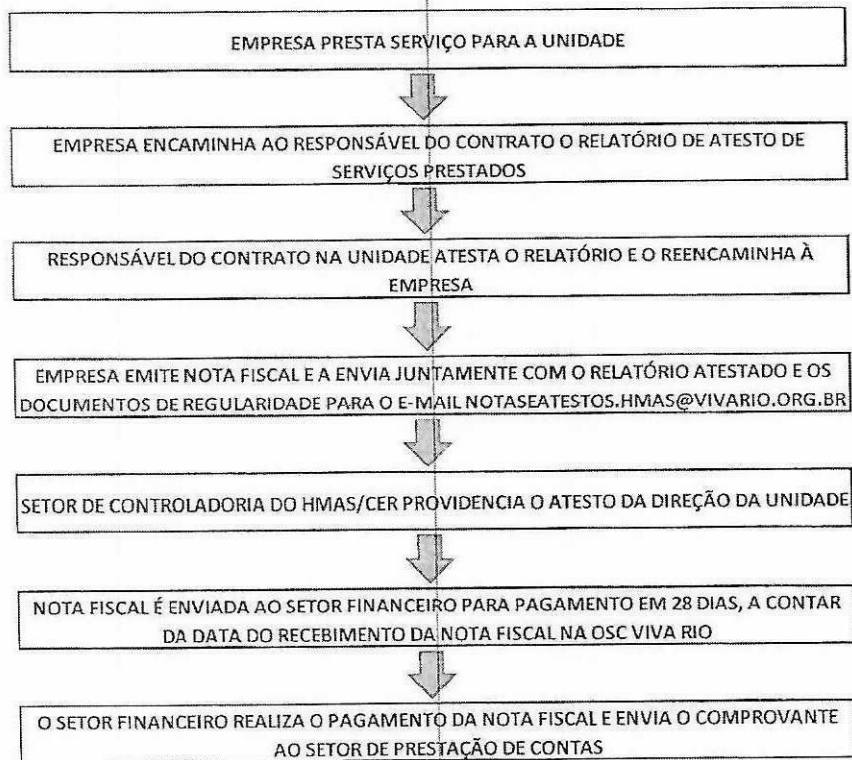 EMPRESA PRESTA SERVIÇO PARA A UNIDADE
EMPRESA ENCAMINHA AO RESPONSÁVEL DO CONTRATO O RELATÓRIO DE ATESTO DE
SERVIÇOS PRESTADOS
RESPONSÁVEL DO CONTRATO NA UNIDADE ATESTA O RELATÓRIO E O REENCAMINHA À
EMPRESA
EMPRESA EMITE NOTA FISCAL E A ENVIA JUNTAMENTE COM O RELATÓRIO ATESTADO E OS
DOCUMENTOS DE REGULARIDADE PARA O E-MAIL NOTASEATESTOS.HMAS@VIVARIO.ORG.BR
SETOR DE CONTROLADORIA DO HMAS/CER PROVIDENCIA O ATESTO DA DIREÇÃO DA UNIDADE
NOTA FISCAL É ENVIADA AO SETOR FINANCEIRO PARA PAGAMENTO EM 28 DIAS, A CONTAR
DA DATA DO RECEBIMENTO DA NOTA FISCAL NA OSC VIVA RIO
O SETOR FINANCEIRO REALIZA O PAGAMENTO DA NOTA FISCAL E ENVIA O COMPROVANTE
AO SETOR DE PRESTAÇÃO DE CONTAS